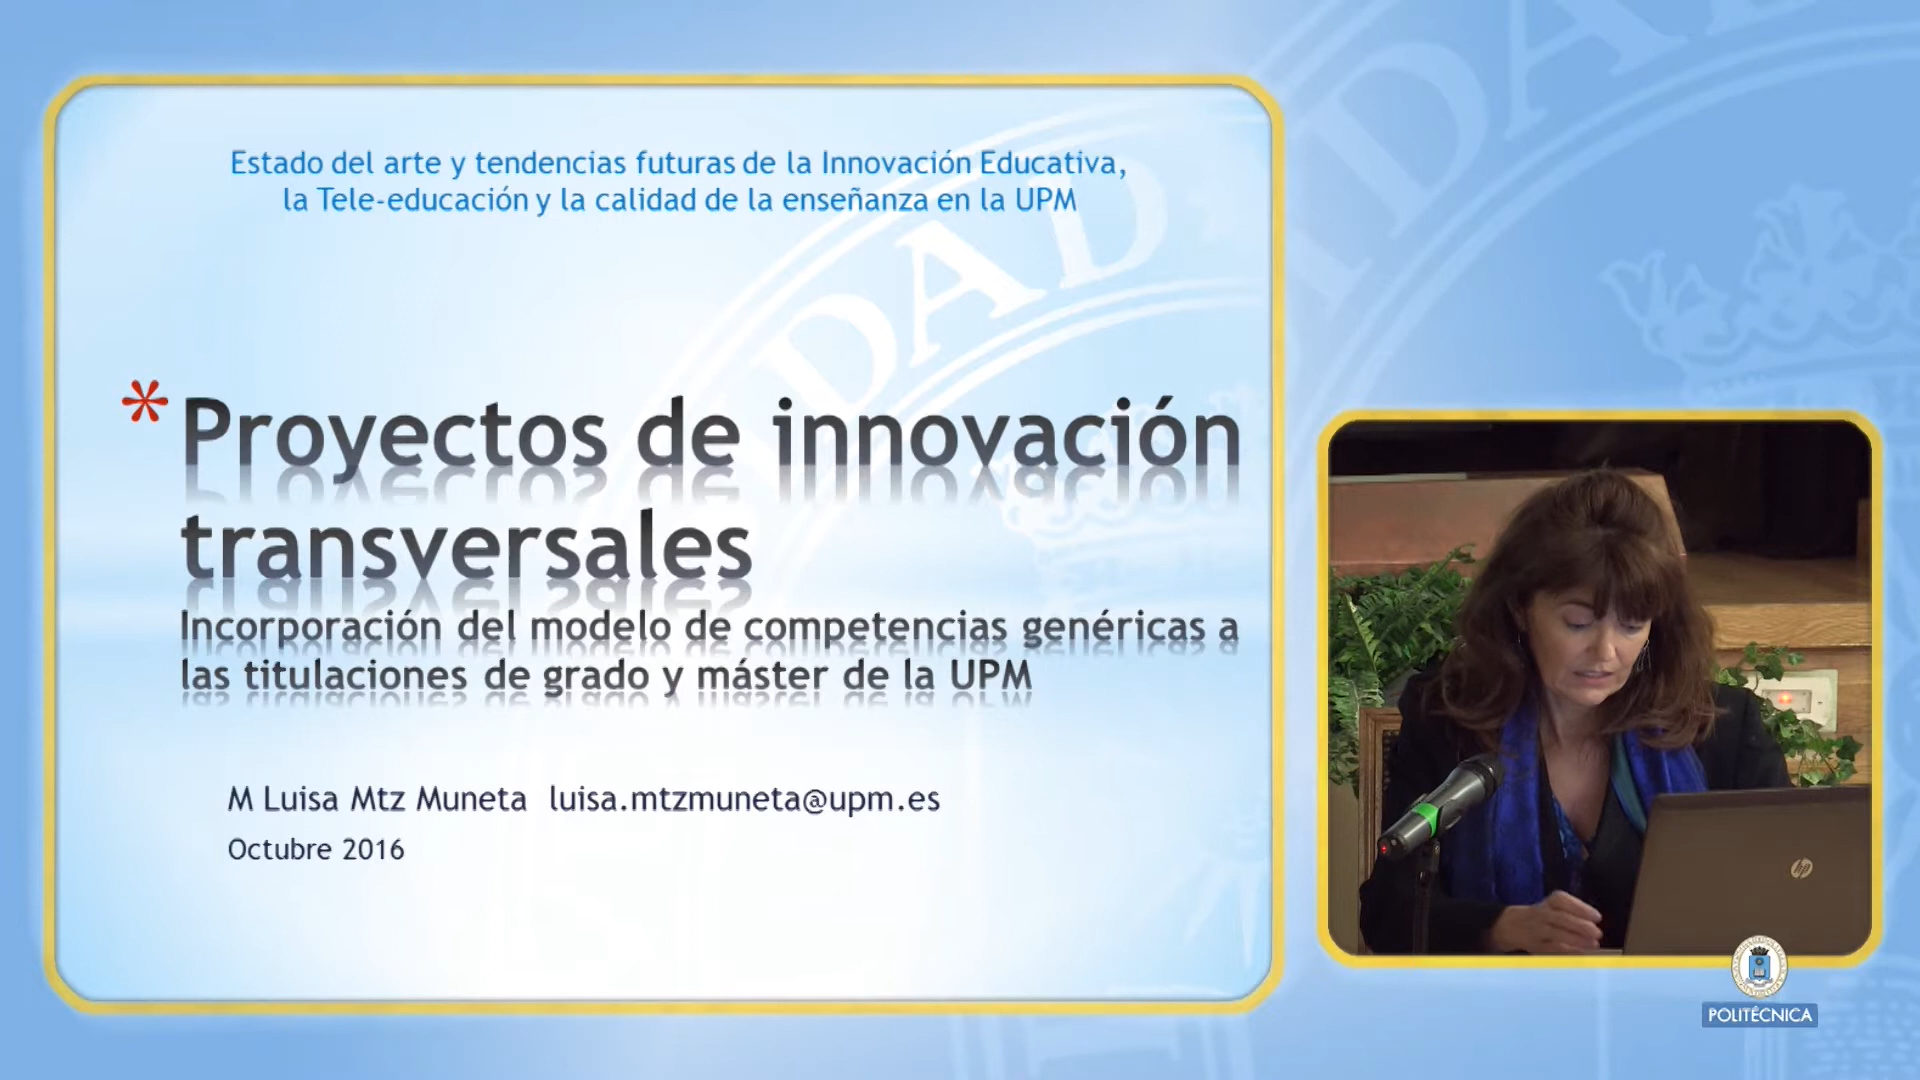 Estado del arte y tendencias futuras de la Innovación Educativa,
la Tele-educación y la calidad de la enseñanza en la UPM
* Proyectos de innovación
transversales
Incorporación del modelo de competencias genéricas a
las titulaciones de grado y máster de la UPM
M Luisa Mtz Muneta luisa.mtzmuneta@upm.es
Octubre 2016
DAD
hp
POLITÉCNICA